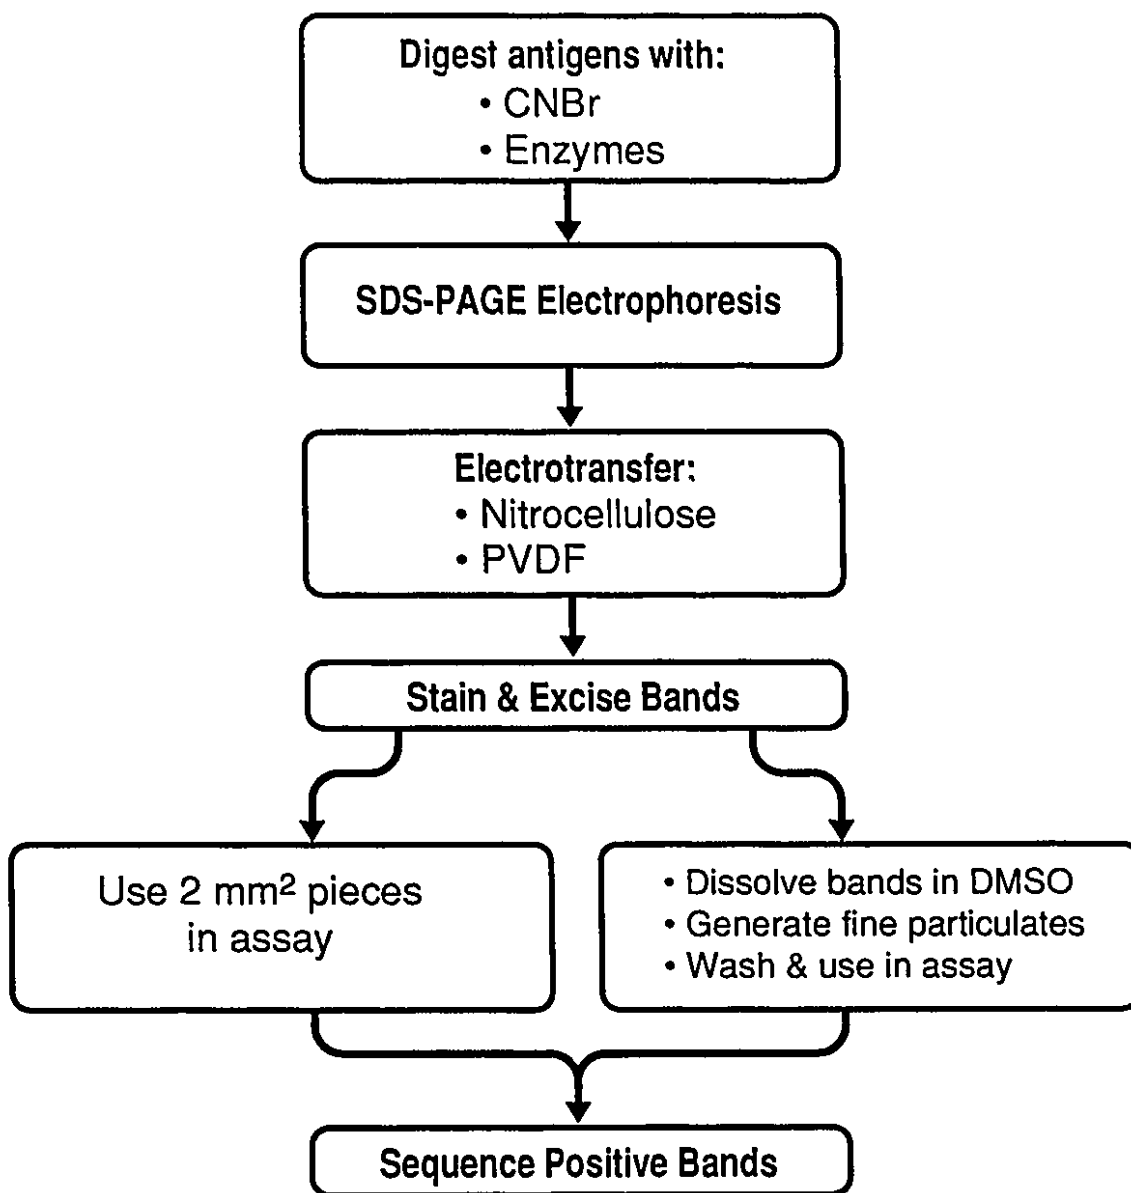 Digest antigens with:
• CNBr
• Enzymes
SDS-PAGE Electrophoresis
Electrotransfer:
• Nitrocellulose
• PVDF
Stain & Excise Bands
Use 2 mm² pieces
in assay
• Dissolve bands in DMSO
• Generate fine particulates
• Wash & use in assay
Sequence Positive Bands